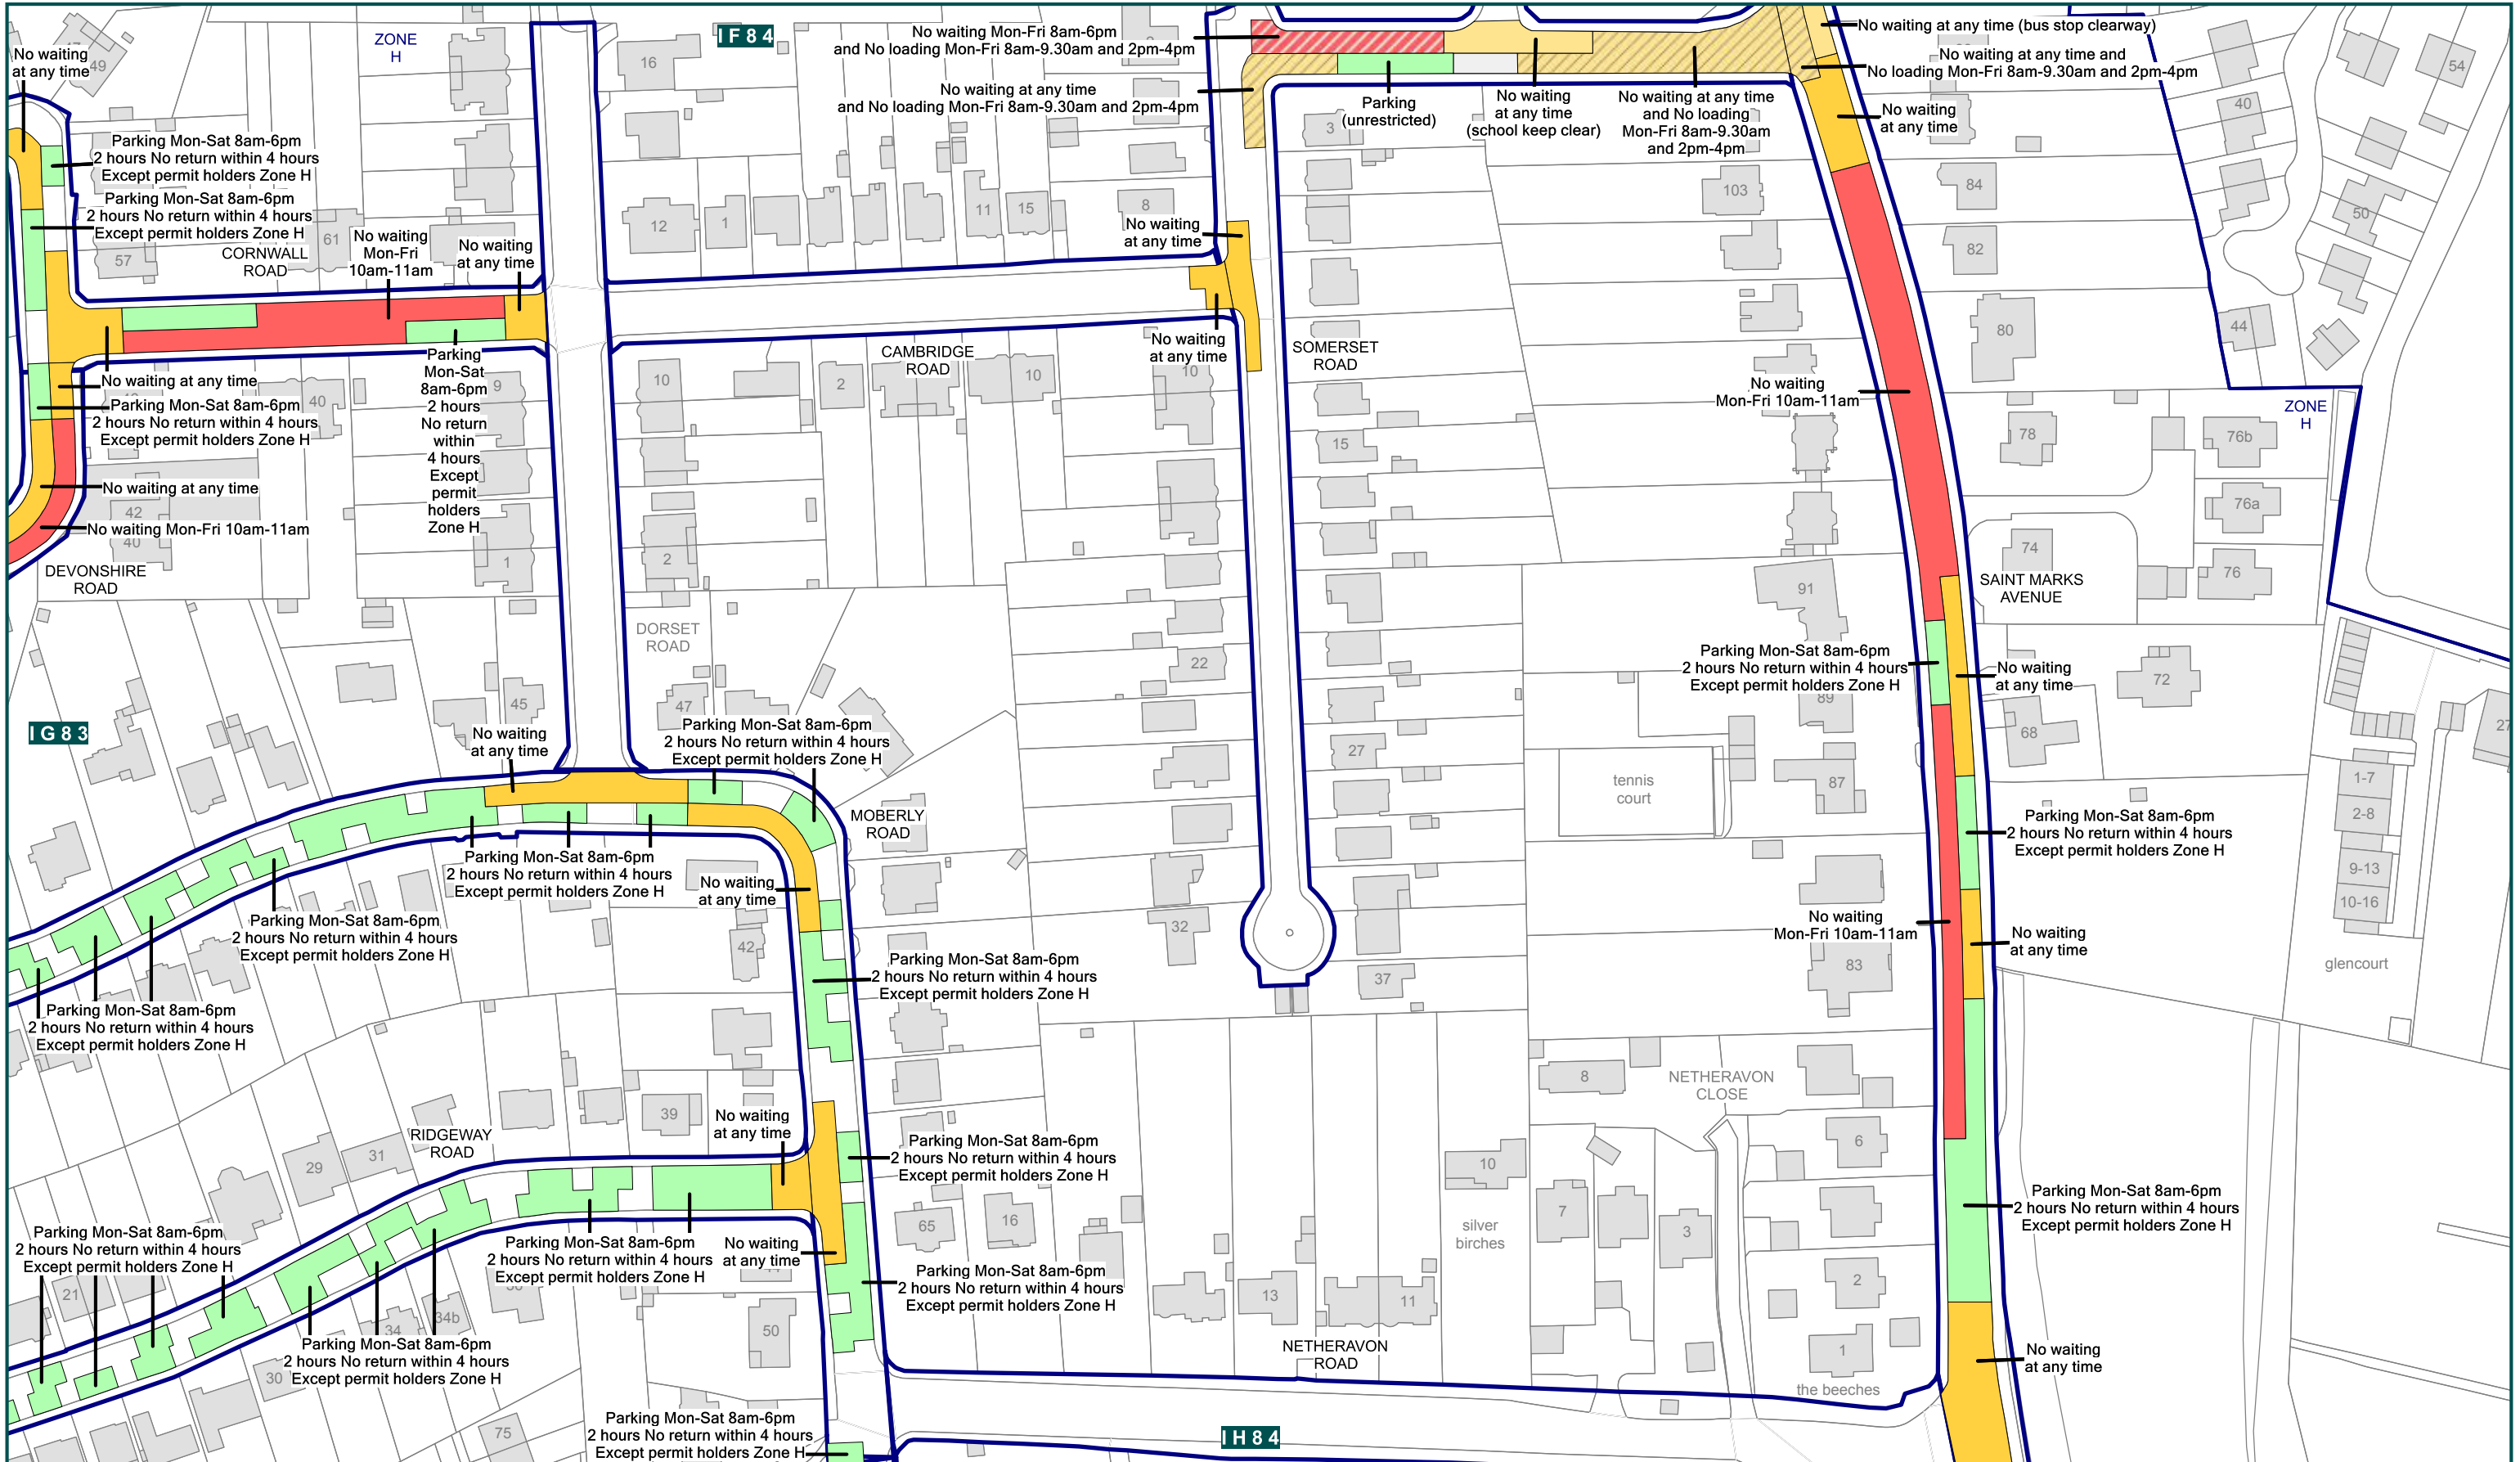 ZONE
H
I F 8 4
16
49
No waiting
at any time
No waiting Mon-Fri 8am-6pm
and No loading Mon-Fri 8am-9.30am and 2pm-4pm
No waiting at any time
and No loading Mon-Fri 8am-9.30am and 2pm-4pm
No waiting at any time (bus stop clearway)
No waiting at any time and
No loading Mon-Fri 8am-9.30am and 2pm-4pm
54
40
Parking
(unrestricted)
No waiting
at any time
(school keep clear)
No waiting at any time
and No loading
Mon-Fri 8am-9.30am
and 2pm-4pm
No waiting
at any time
3
103
84
82
50
Parking Mon-Sat 8am-6pm
2 hours No return within 4 hours
Except permit holders Zone H
Parking Mon-Sat 8am-6pm
2 hours No return within 4 hours
Except permit holders Zone H
61
57
CORNWALL
ROAD
No waiting
Mon-Fri
10am-11am
No waiting
at any time
12
1
11
15
8
No waiting
at any time
No waiting
at any time
SOMERSET
ROAD
80
44
Parking
Mon-Sat
8am-6pm
2 hours
No return
within
4 hours
Except
permit
holders
Zone H
9
No waiting at any time
40
Parking Mon-Sat 8am-6pm
2 hours No return within 4 hours
Except permit holders Zone H
10
2
CAMBRIDGE
ROAD
10
10
15
No waiting
Mon-Fri 10am-11am
78
76b
ZONE
H
No waiting at any time
42
No waiting Mon-Fri 10am-11am
40
1
2
DEVONSHIRE
ROAD
76a
74
76
SAINT MARKS
AVENUE
91
DORSET
ROAD
22
Parking Mon-Sat 8am-6pm
2 hours No return within 4 hours
Except permit holders Zone H
89
No waiting
at any time
72
68
I G 8 3
45
47
No waiting
at any time
Parking Mon-Sat 8am-6pm
2 hours No return within 4 hours
Except permit holders Zone H
27
tennis
court
87
27
1-7
2-8
9-13
10-16
MOBERLY
ROAD
Parking Mon-Sat 8am-6pm
2 hours No return within 4 hours
Except permit holders Zone H
Parking Mon-Sat 8am-6pm
2 hours No return within 4 hours
Except permit holders Zone H
No waiting
at any time
32
37
No waiting
Mon-Fri 10am-11am
83
No waiting
at any time
glencourt
Parking Mon-Sat 8am-6pm
2 hours No return within 4 hours
Except permit holders Zone H
42
Parking Mon-Sat 8am-6pm
2 hours No return within 4 hours
Except permit holders Zone H
Parking Mon-Sat 8am-6pm
2 hours No return within 4 hours
Except permit holders Zone H
39
No waiting
at any time
RIDGEWAY
ROAD
29
31
8
NETHERAVON
CLOSE
6
Parking Mon-Sat 8am-6pm
2 hours No return within 4 hours
Except permit holders Zone H
10
65
16
silver
birches
7
3
Parking Mon-Sat 8am-6pm
2 hours No return within 4 hours
Except permit holders Zone H
Parking Mon-Sat 8am-6pm
2 hours No return within 4 hours
Except permit holders Zone H
21
Parking Mon-Sat 8am-6pm
2 hours No return within 4 hours
Except permit holders Zone H
No waiting
at any time
Parking Mon-Sat 8am-6pm
2 hours No return within 4 hours
Except permit holders Zone H
13
11
2
34b
34
50
Parking Mon-Sat 8am-6pm
2 hours No return within 4 hours
Except permit holders Zone H
30
NETHERAVON
ROAD
1
the beeches
No waiting
at any time
Parking Mon-Sat 8am-6pm
2 hours No return within 4 hours
Except permit holders Zone H
75
I H 8 4